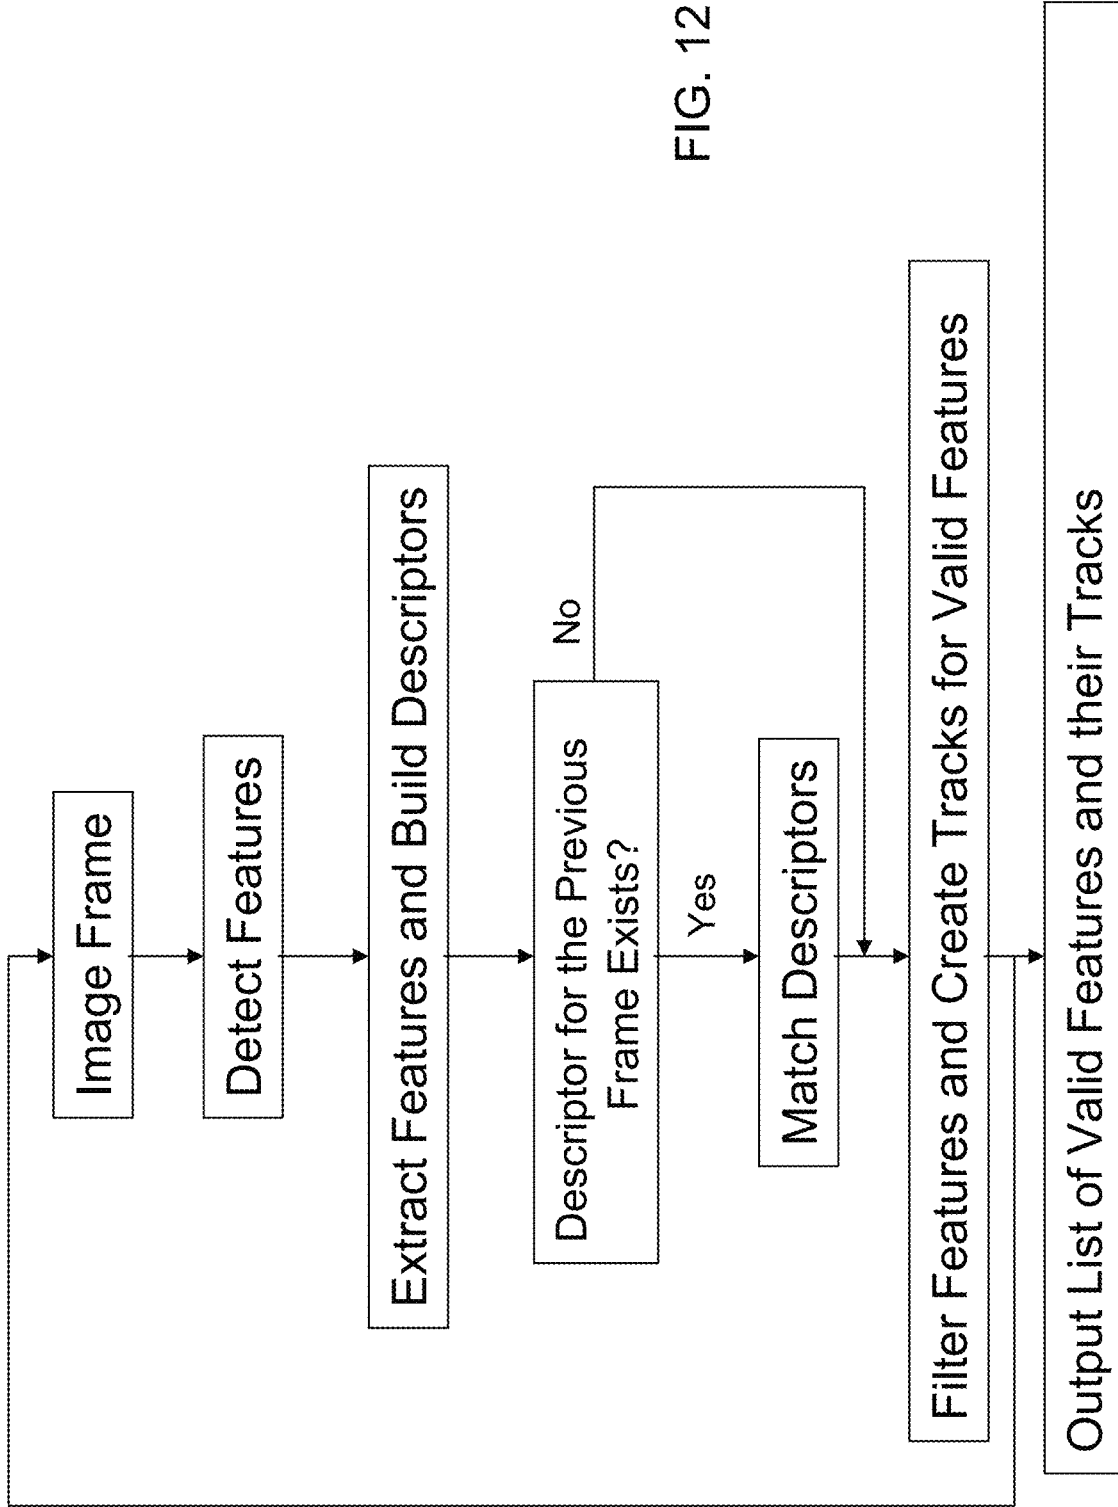 Image Frame
Detect Features
Extract Features and Build Descriptors
Descriptor for the Previous
Frame Exists?
No
Yes
Match Descriptors
Filter Features and Create Tracks for Valid Features
Output List of Valid Features and their Tracks
FIG. 12